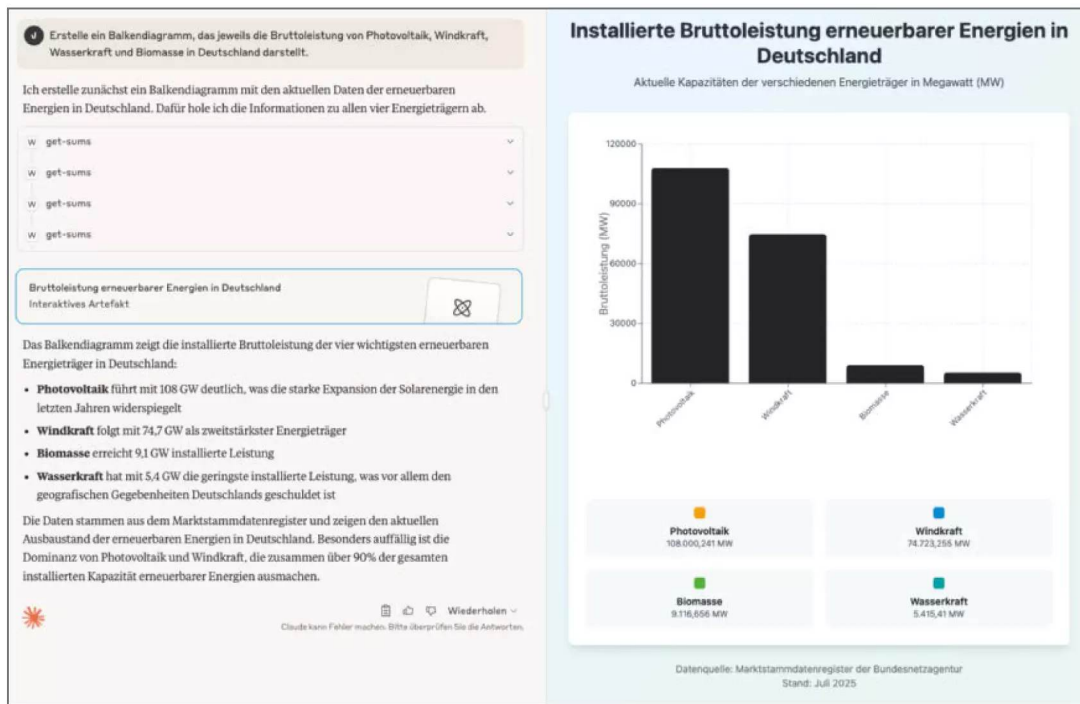 Erstelle ein Balkendiagramm, das jeweils die Bruttoleistung von Photovoltaik, Windkraft,
Wasserkraft und Biomasse in Deutschland darstellt.
Ich erstelle zunächst ein Balkendiagramm mit den aktuellen Daten der erneuerbaren
Energien in Deutschland. Dafür hole ich die Informationen zu allen vier Energieträgern ab.
w get-sums
w get-sums
w get-sums
w get-sums
Bruttoleistung erneuerbarer Energien in Deutschland
Interaktives Artefakt
Das Balkendiagramm zeigt die installierte Bruttoleistung der vier wichtigsten erneuerbaren
Energieträger in Deutschland:
• Photovoltaik führt mit 108 GW deutlich, was die starke Expansion der Solarenergie in den
letzten Jahren widerspiegelt
• Windkraft folgt mit 74,7 GW als zweitstärkster Energieträger
• Biomasse erreicht 9,1 GW installierte Leistung
• Wasserkraft hat mit 5,4 GW die geringste installierte Leistung, was vor allem den
geografischen Gegebenheiten Deutschlands geschuldet ist
Die Daten stammen aus dem Marktstammdatenregister und zeigen den aktuellen
Ausbaustand der erneuerbaren Energien in Deutschland. Besonders auffällig ist die
Dominanz von Photovoltaik und Windkraft, die zusammen über 90% der gesamten
installierten Kapazität erneuerbarer Energien ausmachen.
Wiederholen
Claude kann Fehler machen. Bitte überprüfen Sie die Antworten.
Installierte Bruttoleistung erneuerbarer Energien in
Deutschland
Aktuelle Kapazitäten der verschiedenen Energieträger in Megawatt (MW)
Bruttoleistung (MW)
120000
90000
60000
30000
0
Photovoltaik
Windkraft
Biomasse
Wasserkraft
Photovoltaik
108.000,241 MW
Windkraft
74.723,255 MW
Biomasse
9.116,656 MW
Wasserkraft
5.415,41 MW
Datenquelle: Marktstammdatenregister der Bundesnetzagentur
Stand: Juli 2025